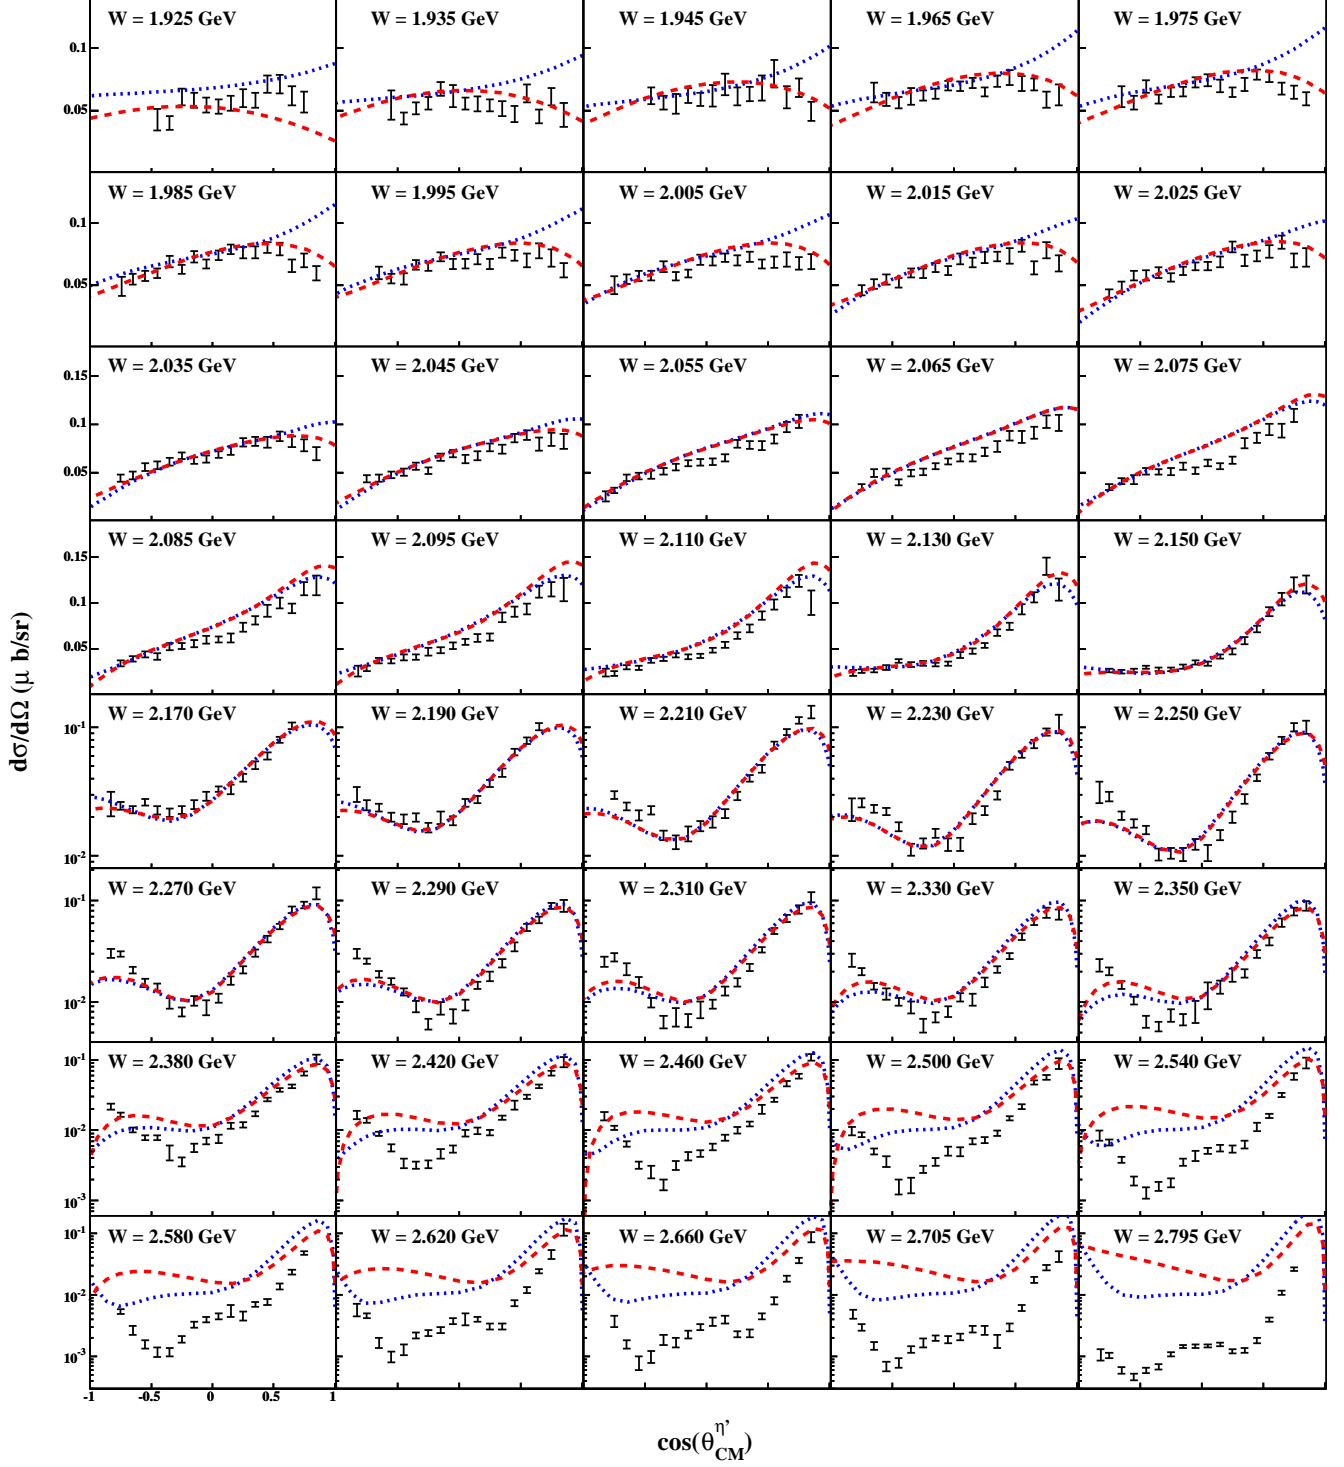 W = 1.925 GeV W = 1.935 GeV W = 1.945 GeV W = 1.965 GeV W = 1.975 GeV
0.1
0.05
W = 1.985 GeV W = 1.995 GeV W = 2.005 GeV W = 2.015 GeV W = 2.025 GeV
0.1
0.05
W = 2.035 GeV W = 2.045 GeV W = 2.055 GeV W = 2.065 GeV W = 2.075 GeV
0.15
0.1
0.05
W = 2.085 GeV W = 2.095 GeV W = 2.110 GeV W = 2.130 GeV W = 2.150 GeV
0.15
0.1
0.05
dσ/dΩ (μ b/sr)
W = 2.170 GeV W = 2.190 GeV W = 2.210 GeV W = 2.230 GeV W = 2.250 GeV
10⁻¹
10⁻²
W = 2.270 GeV W = 2.290 GeV W = 2.310 GeV W = 2.330 GeV W = 2.350 GeV
10⁻¹
10⁻²
W = 2.380 GeV W = 2.420 GeV W = 2.460 GeV W = 2.500 GeV W = 2.540 GeV
10⁻¹
10⁻²
10⁻³
W = 2.580 GeV W = 2.620 GeV W = 2.660 GeV W = 2.705 GeV W = 2.795 GeV
10⁻¹
10⁻²
10⁻³
-1 -0.5 0 0.5 1
cos(θ_CM^η')